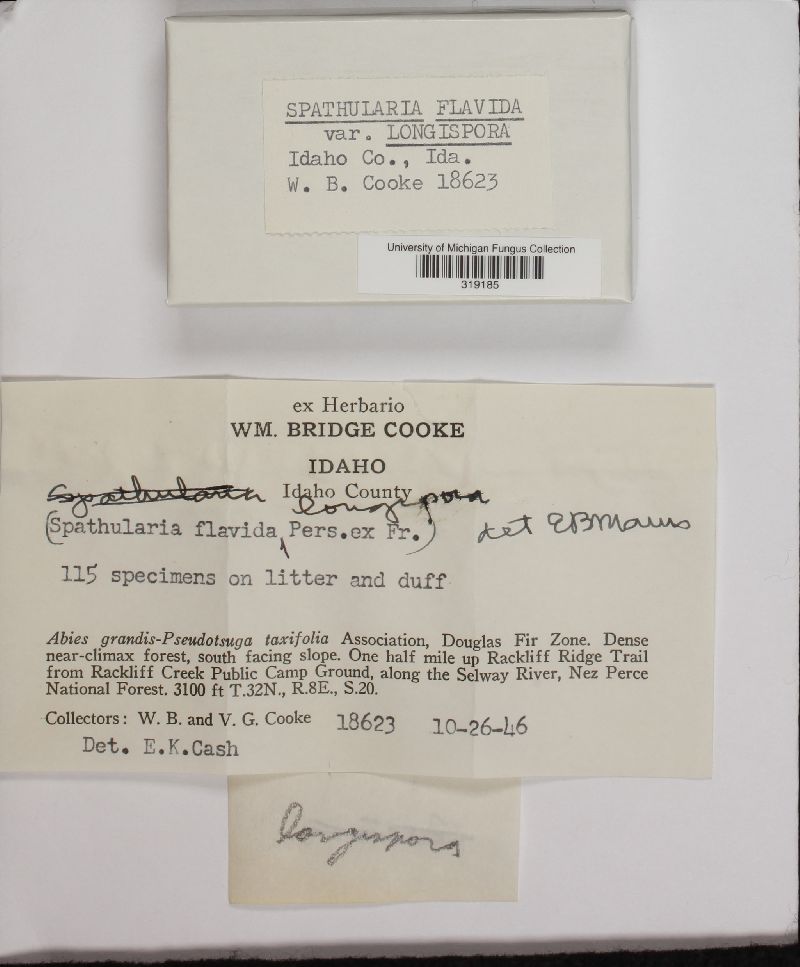 SPATHULARIA FLAVIDA
var. LONGISPORA
Idaho Co., Ida.
W. B. Cooke 18623
University of Michigan Fungus Collection
319185
ex Herbario
WM. BRIDGE COOKE
IDAHO
Spathularia Idaho County
longispora
(Spathularia flavida Pers.ex Fr.) det EBMains
115 specimens on litter and duff
Abies grandis-Pseudotsuga taxifolia Association, Douglas Fir Zone. Dense
near-climax forest, south facing slope. One half mile up Rackliff Ridge Trail
from Rackliff Creek Public Camp Ground, along the Selway River, Nez Perce
National Forest. 3100 ft T.32N., R.8E., S.20.
Collectors: W. B. and V. G. Cooke 18623 10-26-46
Det. E.K.Cash
longispora